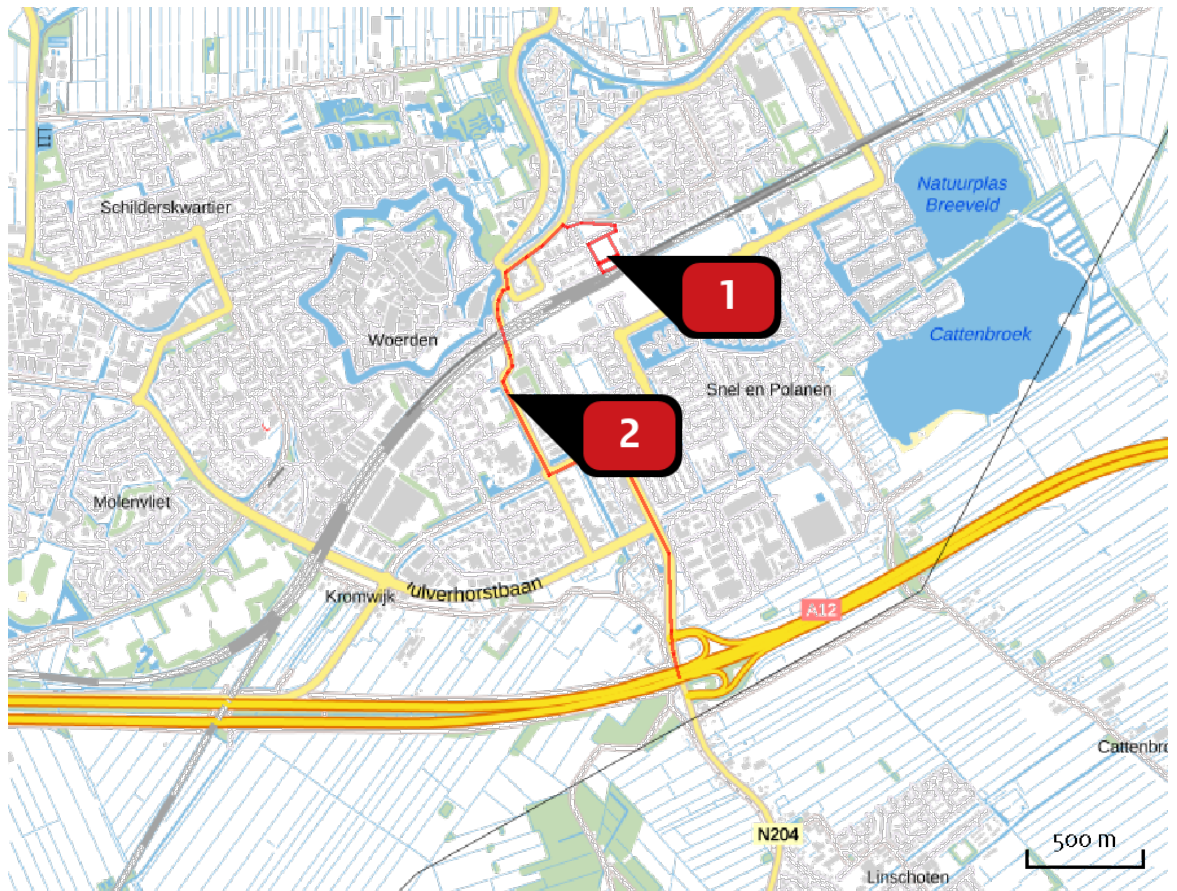 Natuurplas
Breeveld
Schilderskwartier
1
Cattenbroek
Woerden
Snel en Polanen
2
Molenvliet
Kromwijk
ulverhorstbaan
A12
Cattenbro
N204
500 m
Linschoten